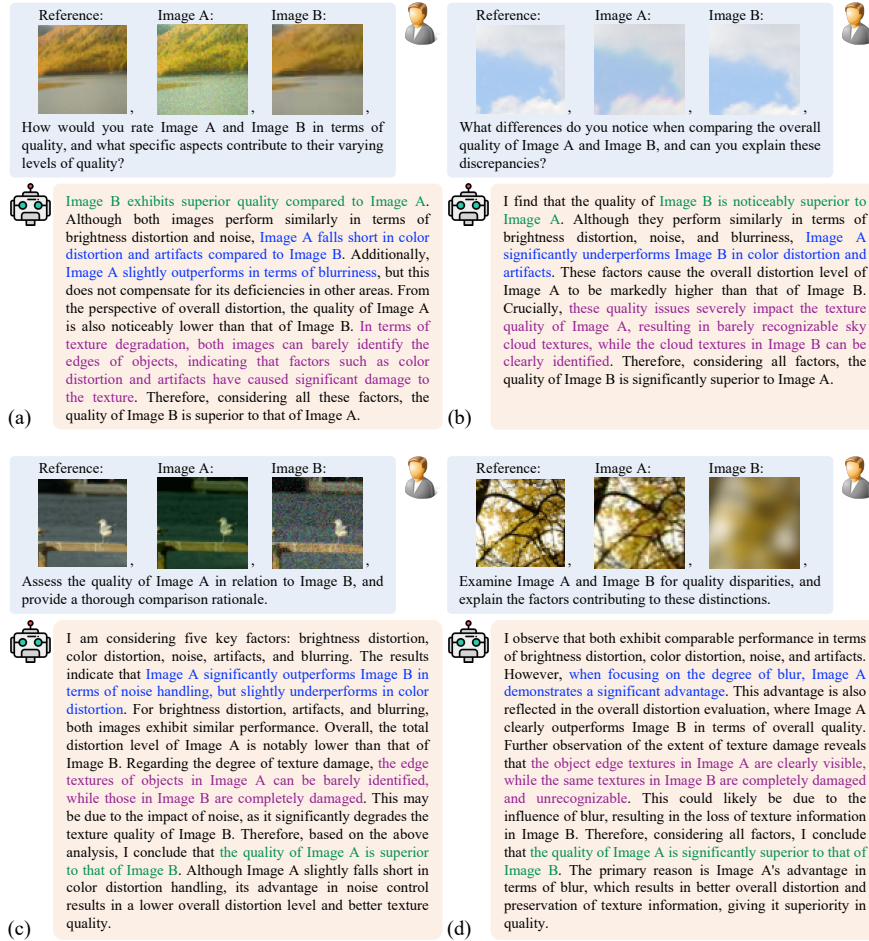 Reference:
Image A:
Image B:
,
,
,
How would you rate Image A and Image B in terms of
quality, and what specific aspects contribute to their varying
levels of quality?
Image B exhibits superior quality compared to Image A.
Although both images perform similarly in terms of
brightness distortion and noise, Image A falls short in color
distortion and artifacts compared to Image B. Additionally,
Image A slightly outperforms in terms of blurriness, but this
does not compensate for its deficiencies in other areas. From
the perspective of overall distortion, the quality of Image A
is also noticeably lower than that of Image B. In terms of
texture degradation, both images can barely identify the
edges of objects, indicating that factors such as color
distortion and artifacts have caused significant damage to
the texture. Therefore, considering all these factors, the
quality of Image B is superior to that of Image A.
(a)
Reference:
Image A:
Image B:
,
,
,
What differences do you notice when comparing the overall
quality of Image A and Image B, and can you explain these
discrepancies?
I find that the quality of Image B is noticeably superior to
Image A. Although they perform similarly in terms of
brightness distortion, noise, and blurriness, Image A
significantly underperforms Image B in color distortion and
artifacts. These factors cause the overall distortion level of
Image A to be markedly higher than that of Image B.
Crucially, these quality issues severely impact the texture
quality of Image A, resulting in barely recognizable sky
cloud textures, while the cloud textures in Image B can be
clearly identified. Therefore, considering all factors, the
quality of Image B is significantly superior to Image A.
(b)
Reference:
Image A:
Image B:
,
,
,
Assess the quality of Image A in relation to Image B, and
provide a thorough comparison rationale.
I am considering five key factors: brightness distortion,
color distortion, noise, artifacts, and blurring. The results
indicate that Image A significantly outperforms Image B in
terms of noise handling, but slightly underperforms in color
distortion. For brightness distortion, artifacts, and blurring,
both images exhibit similar performance. Overall, the total
distortion level of Image A is notably lower than that of
Image B. Regarding the degree of texture damage, the edge
textures of objects in Image A can be barely identified,
while those in Image B are completely damaged. This may
be due to the impact of noise, as it significantly degrades the
texture quality of Image B. Therefore, based on the above
analysis, I conclude that the quality of Image A is superior
to that of Image B. Although Image A slightly falls short in
color distortion handling, its advantage in noise control
results in a lower overall distortion level and better texture
quality.
(c)
Reference:
Image A:
Image B:
,
,
,
Examine Image A and Image B for quality disparities, and
explain the factors contributing to these distinctions.
I observe that both exhibit comparable performance in terms
of brightness distortion, color distortion, noise, and artifacts.
However, when focusing on the degree of blur, Image A
demonstrates a significant advantage. This advantage is also
reflected in the overall distortion evaluation, where Image A
clearly outperforms Image B in terms of overall quality.
Further observation of the extent of texture damage reveals
that the object edge textures in Image A are clearly visible,
while the same textures in Image B are completely damaged
and unrecognizable. This could likely be due to the
influence of blur, resulting in the loss of texture information
in Image B. Therefore, considering all factors, I conclude
that the quality of Image A is significantly superior to that of
Image B. The primary reason is Image A's advantage in
terms of blur, which results in better overall distortion and
preservation of texture information, giving it superiority in
quality.
(d)